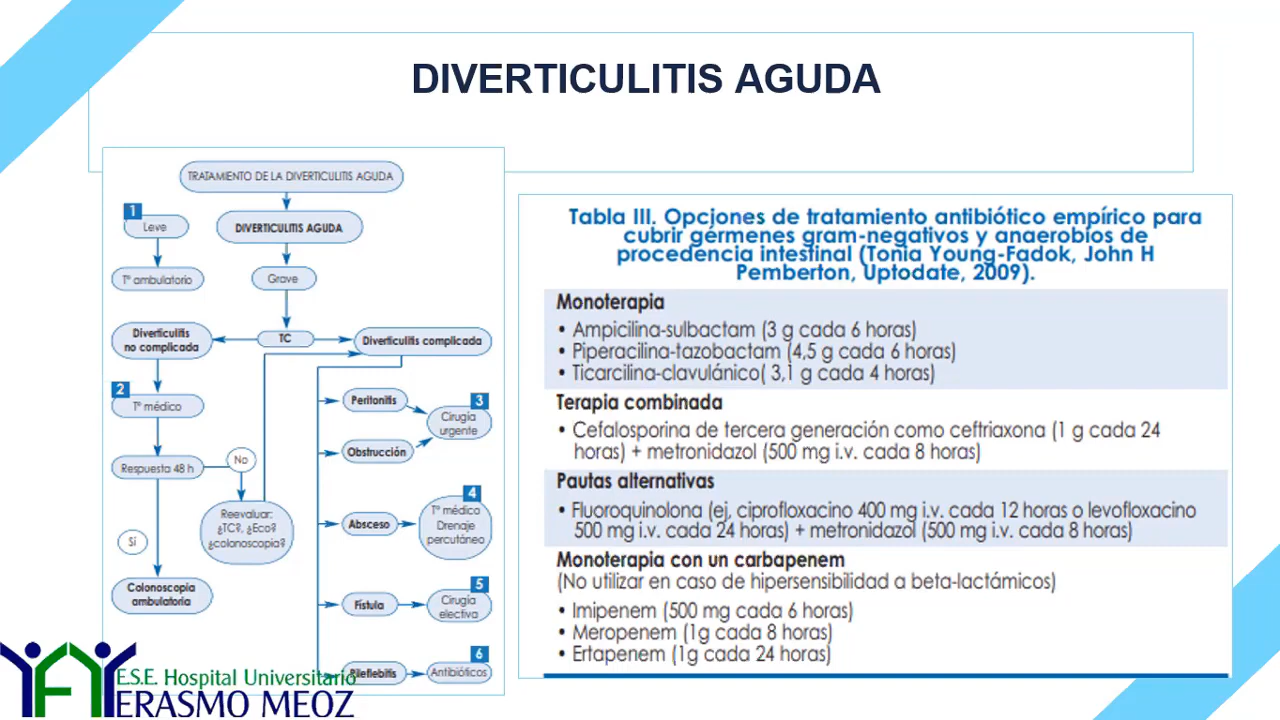 DIVERTICULITIS AGUDA
TRATAMIENTO DE LA DIVERTICULITIS AGUDA
1
Leve
DIVERTICULITIS AGUDA
Tº ambulatorio
Grave
TC
Diverticulitis
no complicada
Diverticulitis complicada
2
Tº médico
Peritonitis
3
Cirugía
urgente
Obstrucción
Respuesta 48 h
No
Reevaluar:
¿TC?, ¿Eco?
¿colonoscopia?
Sí
Absceso
4
Tº médico
Drenaje
percutáneo
Colonoscopia
ambulatoria
Fístula
5
Cirugía
electiva
6
Pileflebitis
Antibióticos
E.S.E. Hospital Universitario
ERASMO MEOZ
Tabla III. Opciones de tratamiento antibiótico empírico para
cubrir gérmenes gram-negativos y anaerobios de
procedencia intestinal (Tonia Young-Fadok, John H
Pemberton, Uptodate, 2009).
Monoterapia
• Ampicilina-sulbactam (3 g cada 6 horas)
• Piperacilina-tazobactam (4,5 g cada 6 horas)
• Ticarcilina-clavulánico( 3,1 g cada 4 horas)
Terapia combinada
• Cefalosporina de tercera generación como ceftriaxona (1 g cada 24
horas) + metronidazol (500 mg i.v. cada 8 horas)
Pautas alternativas
• Fluoroquinolona (ej, ciprofloxacino 400 mg i.v. cada 12 horas o levofloxacino
500 mg i.v. cada 24 horas) + metronidazol (500 mg i.v. cada 8 horas)
Monoterapia con un carbapenem
(No utilizar en caso de hipersensibilidad a beta-lactámicos)
• Imipenem (500 mg cada 6 horas)
• Meropenem (1g cada 8 horas)
• Ertapenem (1g cada 24 horas)